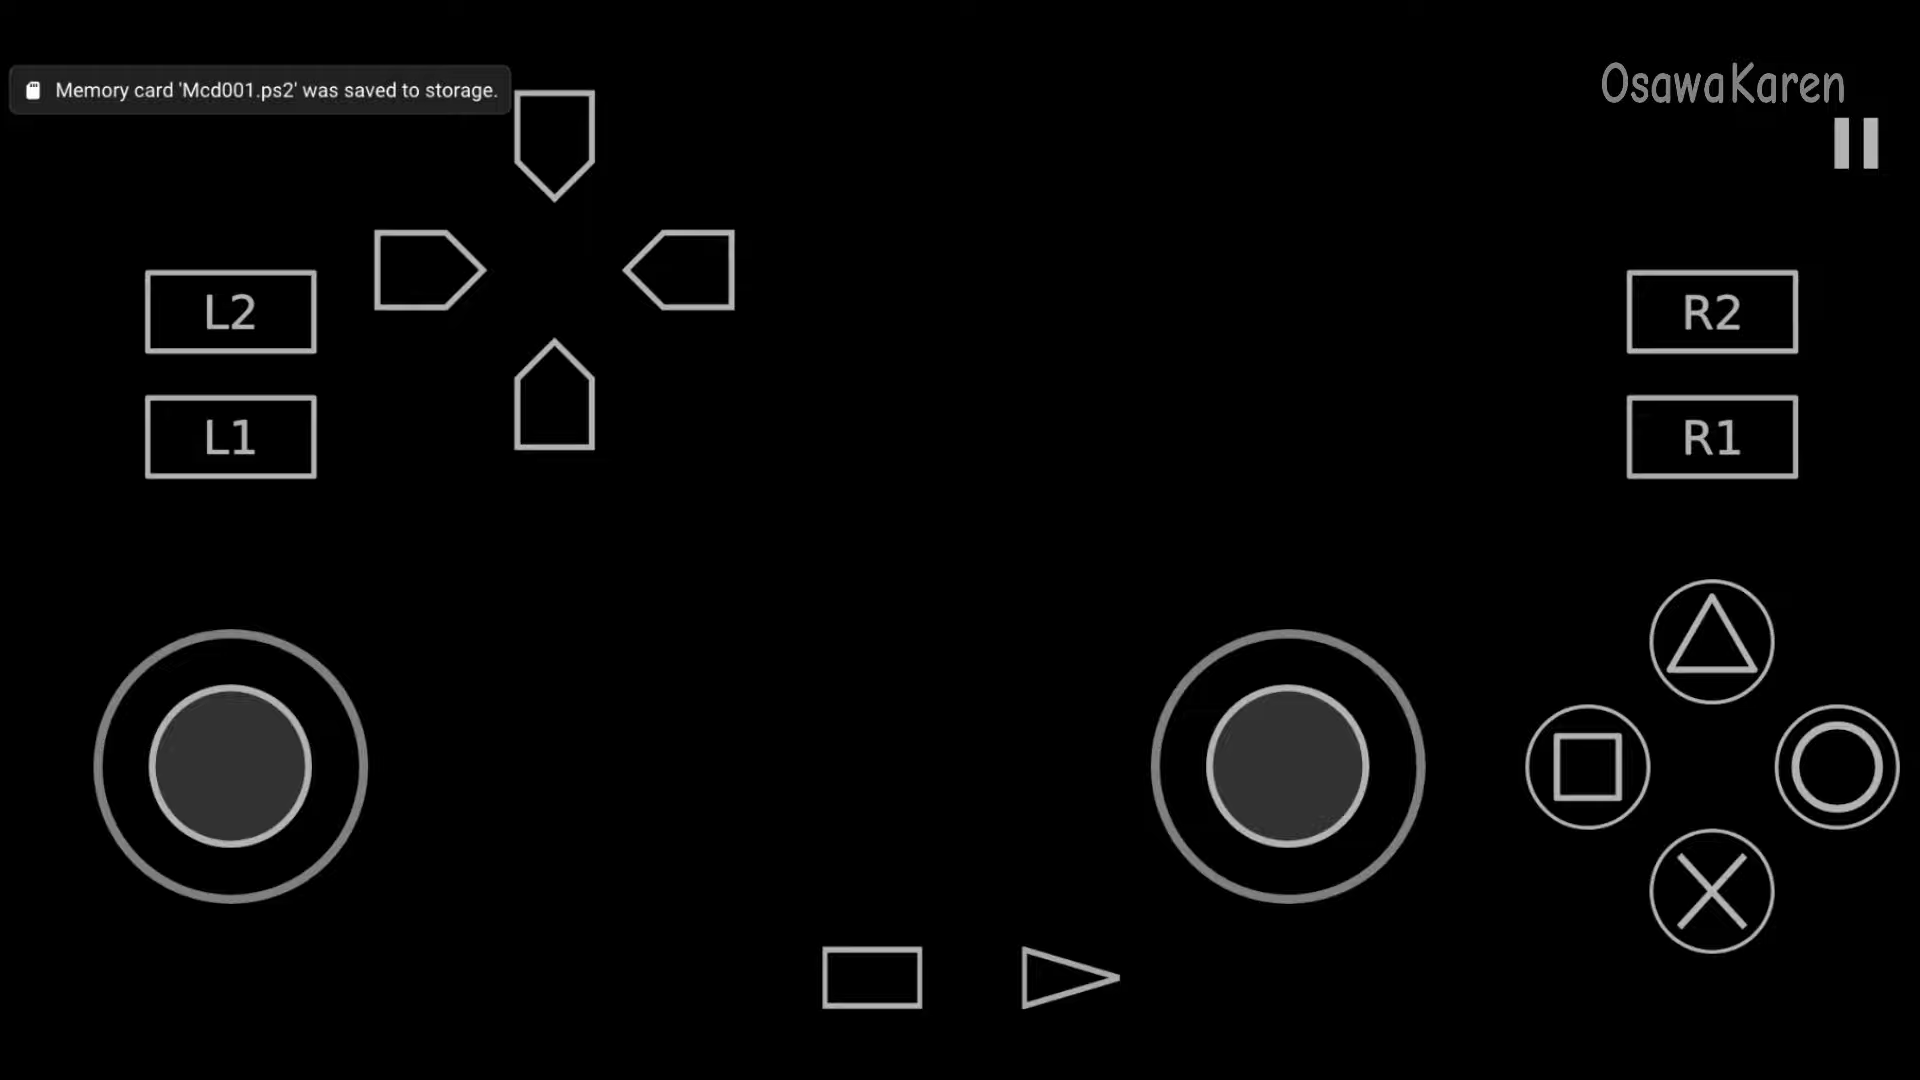 Memory card 'Mcd001.ps2' was saved to storage.
OsawaKaren
L2
R2
L1
R1